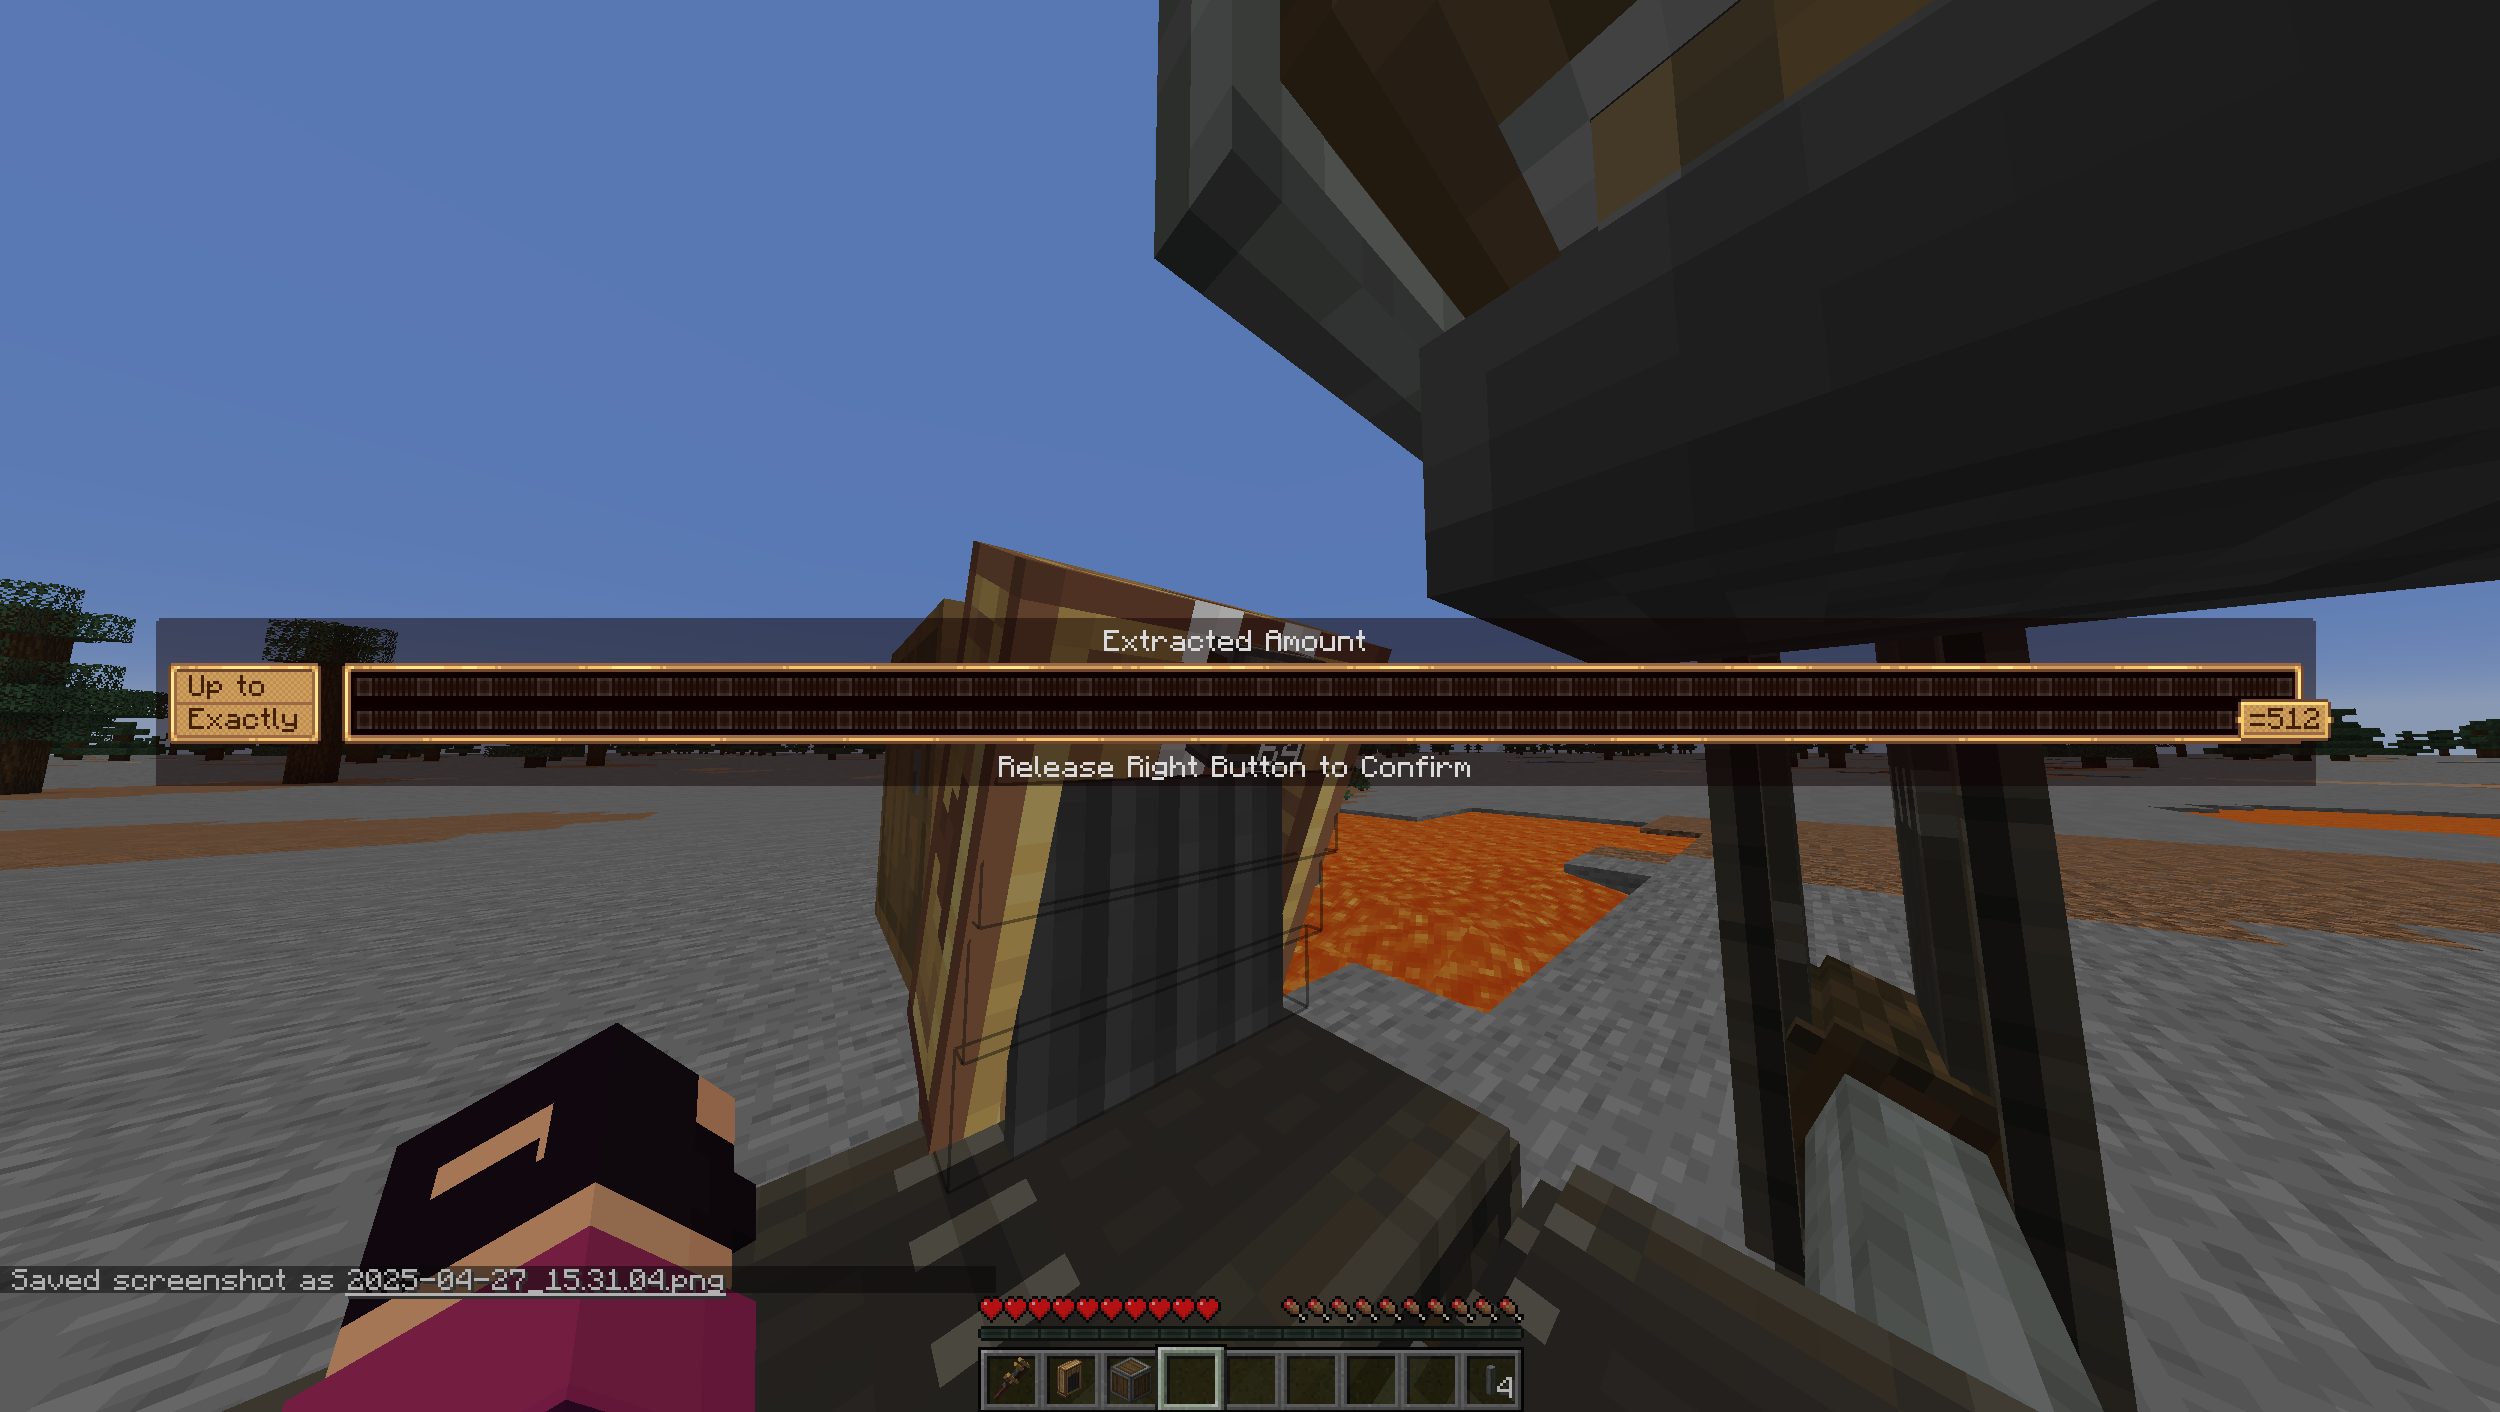 Extracted Amount
Up to
Exactly
=512
Release Right Button to Confirm
Saved screenshot as 2025-04-27_15.31.04.png
4